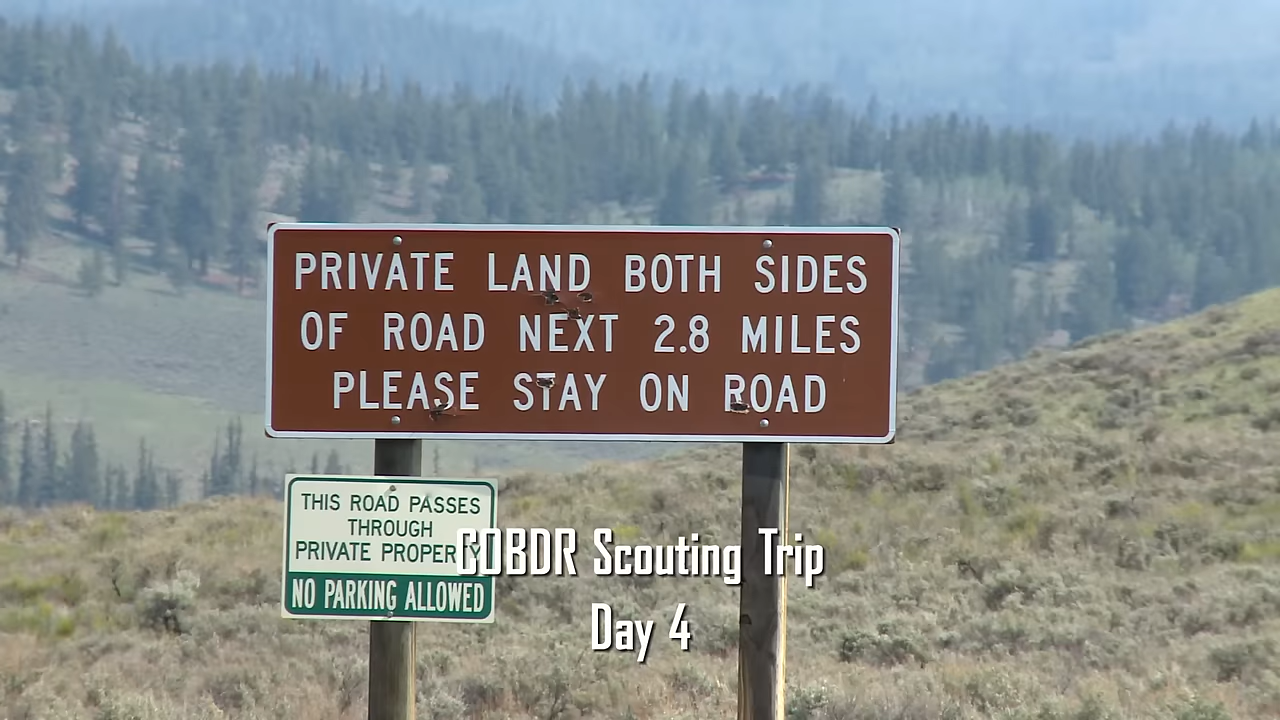 PRIVATE LAND BOTH SIDES
OF ROAD NEXT 2.8 MILES
PLEASE STAY ON ROAD
THIS ROAD PASSES
THROUGH
PRIVATE PROPERTY
NO PARKING ALLOWED
COBDR Scouting Trip
Day 4